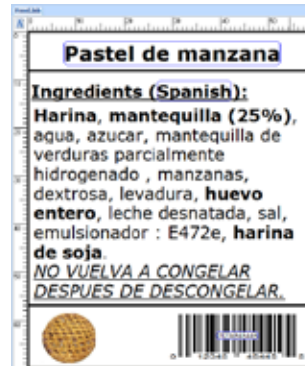 Pastel de manzana
Ingredients (Spanish):
Harina, mantequilla (25%),
agua, azucar, mantequilla de
verduras parcialmente
hidrogenado , manzanas,
dextrosa, levadura, huevo
entero, leche desnatada, sal,
emulsionador : E472e, harina
de soja.
NO VUELVA A CONGELAR
DESPUES DE DESCONGELAR.